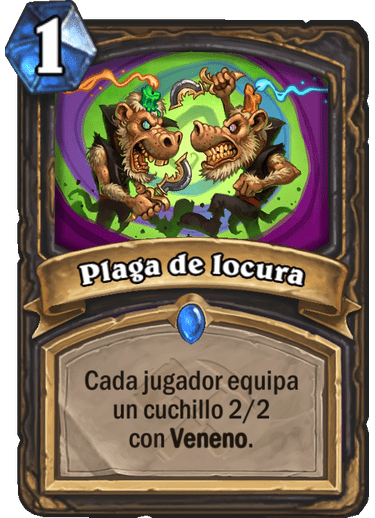 1
Plaga de locura
Cada jugador equipa
un cuchillo 2/2
con Veneno.